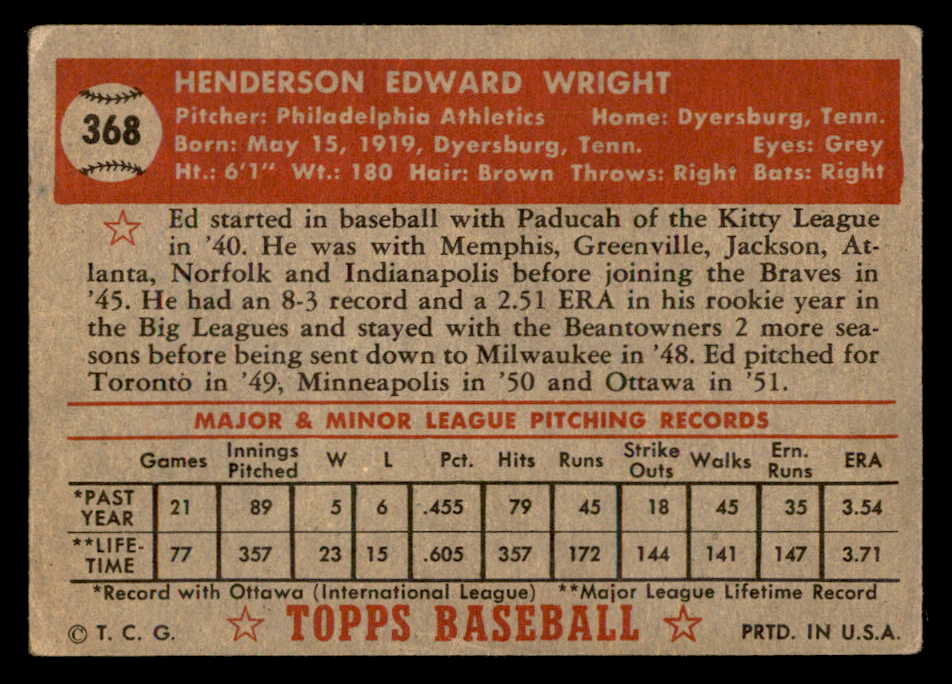 368
HENDERSON EDWARD WRIGHT
Pitcher: Philadelphia Athletics Home: Dyersburg, Tenn.
Born: May 15, 1919, Dyersburg, Tenn. Eyes: Grey
Ht.: 6'1" Wt.: 180 Hair: Brown Throws: Right Bats: Right
Ed started in baseball with Paducah of the Kitty League
in '40. He was with Memphis, Greenville, Jackson, At-
lanta, Norfolk and Indianapolis before joining the Braves in
'45. He had an 8-3 record and a 2.51 ERA in his rookie year in
the Big Leagues and stayed with the Beantowners 2 more sea-
sons before being sent down to Milwaukee in '48. Ed pitched for
Toronto in '49, Minneapolis in '50 and Ottawa in '51.
MAJOR & MINOR LEAGUE PITCHING RECORDS
Games Innings Pitched W L Pct. Hits Runs Strike Outs Walks Ern. Runs ERA
*PAST YEAR 21 89 5 6 .455 79 45 18 45 35 3.54
**LIFE-TIME 77 357 23 15 .605 357 172 144 141 147 3.71
*Record with Ottawa (International League) **Major League Lifetime Record
© T. C. G. TOPPS BASEBALL PRTD. IN U.S.A.